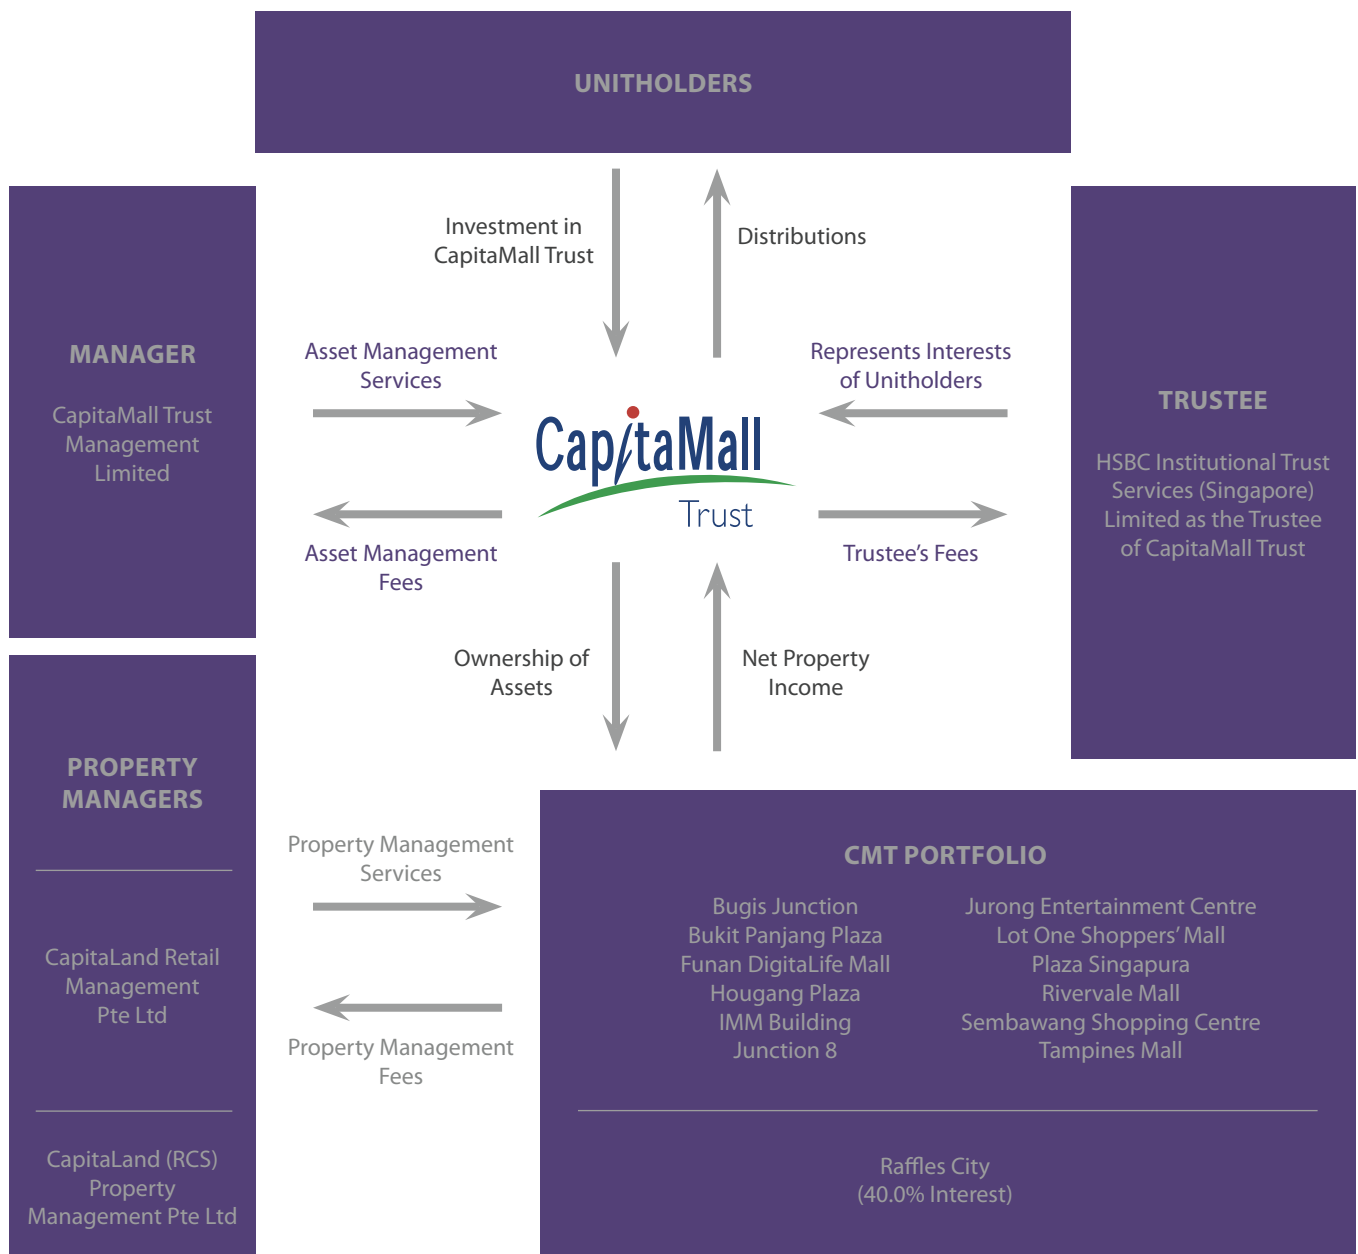 UNITHOLDERS
Investment in
CapitaMall Trust
Distributions
MANAGER
CapitaMall Trust
Management
Limited
Asset Management
Services
Asset Management
Fees
CapitaMall
Trust
Represents Interests
of Unitholders
Trustee’s Fees
TRUSTEE
HSBC Institutional Trust
Services (Singapore)
Limited as the Trustee
of CapitaMall Trust
Ownership of
Assets
Net Property
Income
PROPERTY
MANAGERS
CapitaLand Retail
Management
Pte Ltd
CapitaLand (RCS)
Property
Management Pte Ltd
Property Management
Services
Property Management
Fees
CMT PORTFOLIO
Bugis Junction
Bukit Panjang Plaza
Funan DigitaLife Mall
Hougang Plaza
IMM Building
Junction 8
Jurong Entertainment Centre
Lot One Shoppers’ Mall
Plaza Singapura
Rivervale Mall
Sembawang Shopping Centre
Tampines Mall
Raffles City
(40.0% Interest)